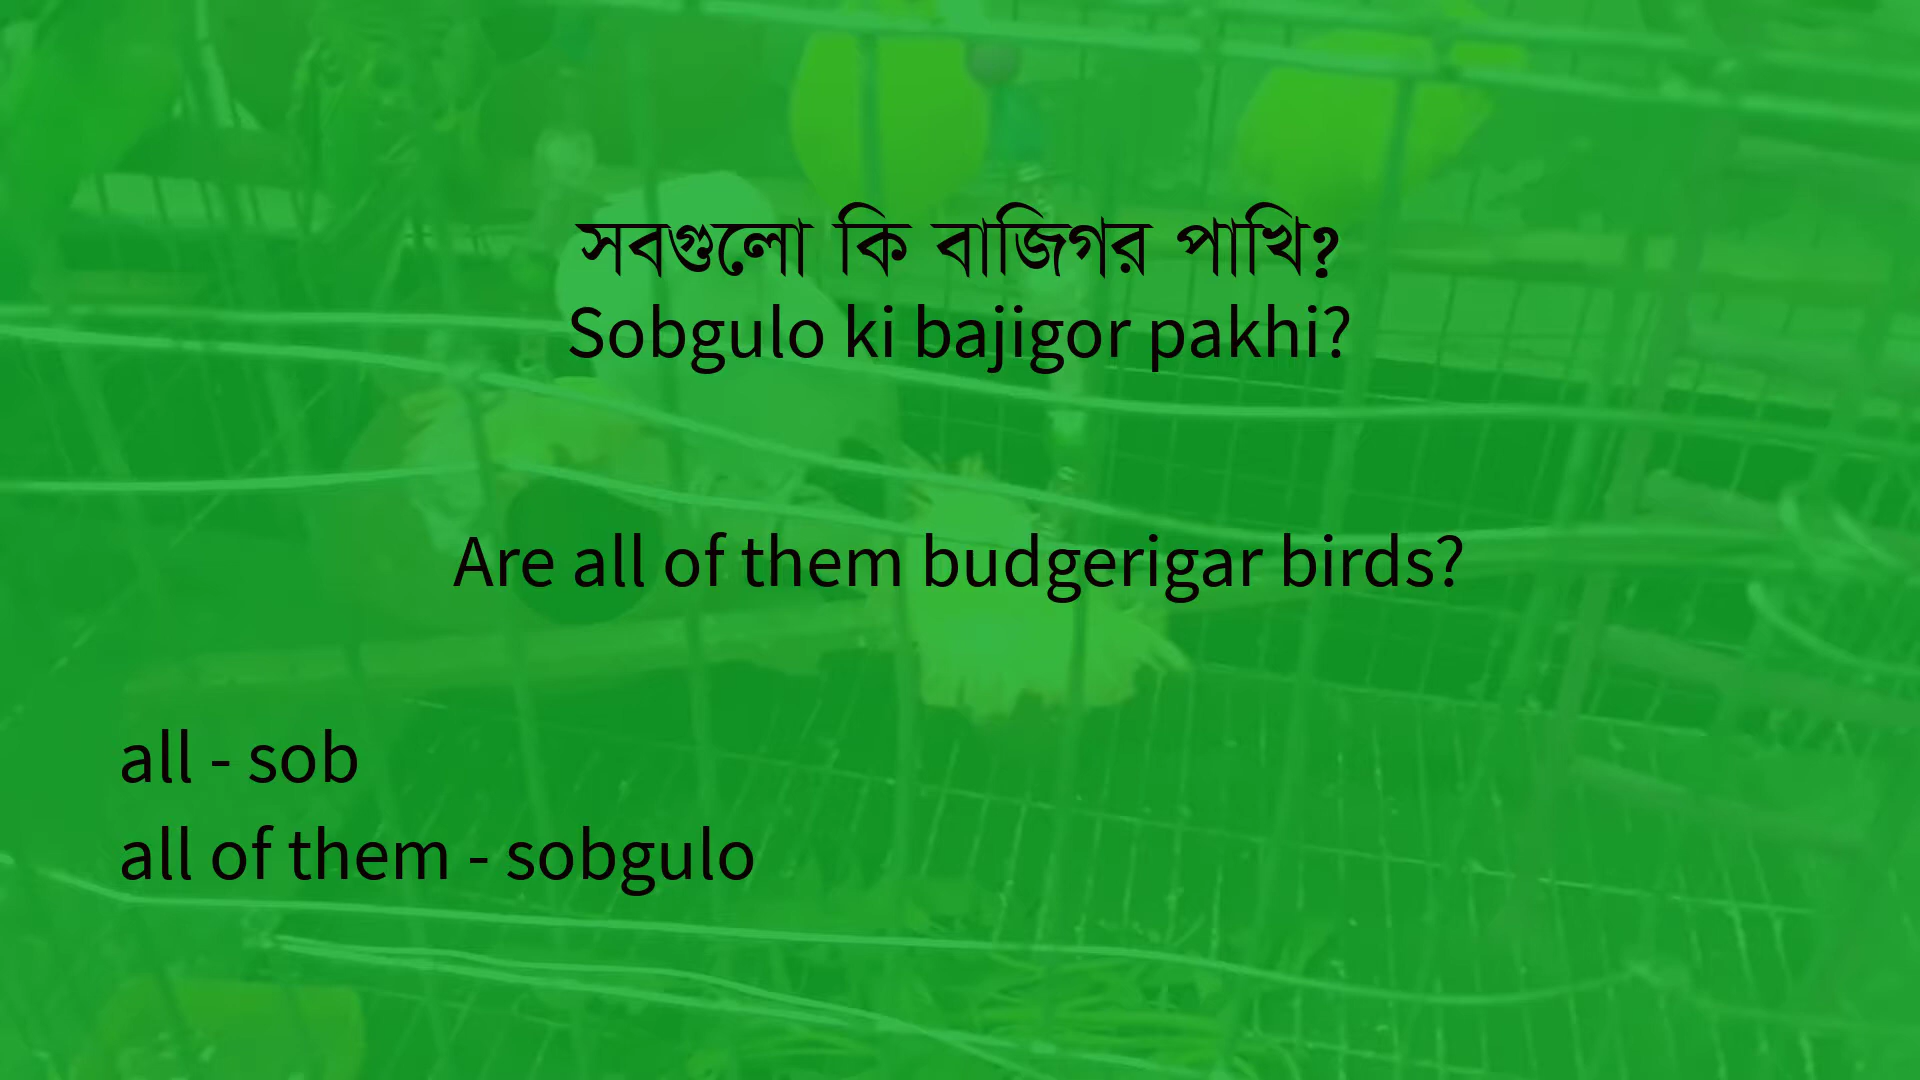 সবগুলো কি বাজিগর পাখি?
Sobgulo ki bajigor pakhi?
Are all of them budgerigar birds?
all - sob
all of them - sobgulo